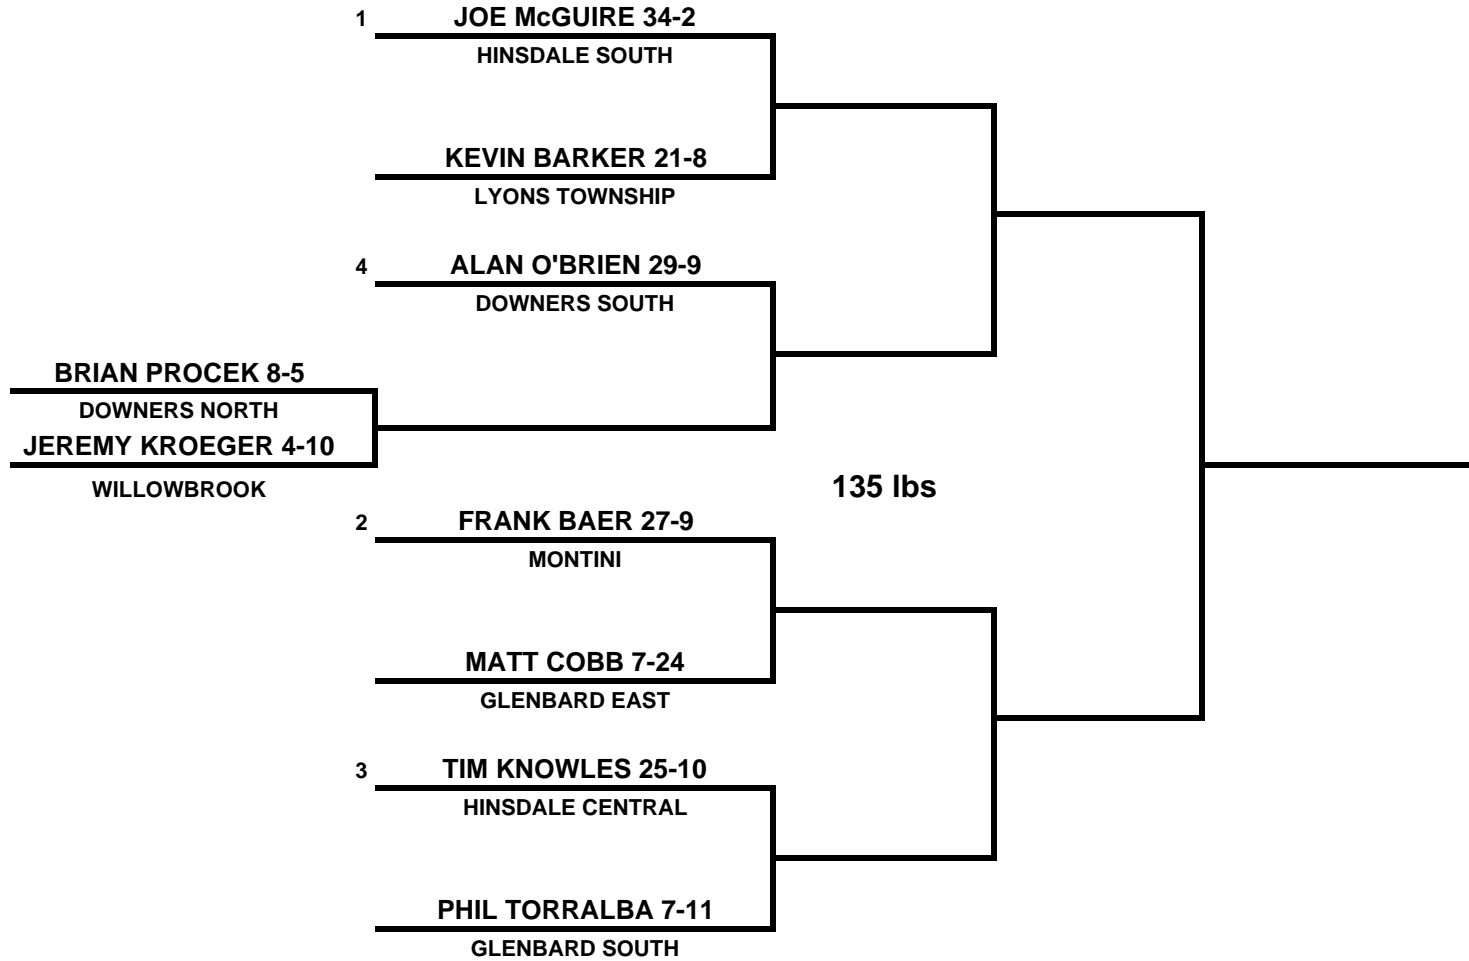 1
JOE McGUIRE 34-2
HINSDALE SOUTH
KEVIN BARKER 21-8
LYONS TOWNSHIP
4
ALAN O'BRIEN 29-9
DOWNERS SOUTH
BRIAN PROCEK 8-5
DOWNERS NORTH
JEREMY KROEGER 4-10
WILLOWBROOK
135 lbs
2
FRANK BAER 27-9
MONTINI
MATT COBB 7-24
GLENBARD EAST
3
TIM KNOWLES 25-10
HINSDALE CENTRAL
PHIL TORRALBA 7-11
GLENBARD SOUTH